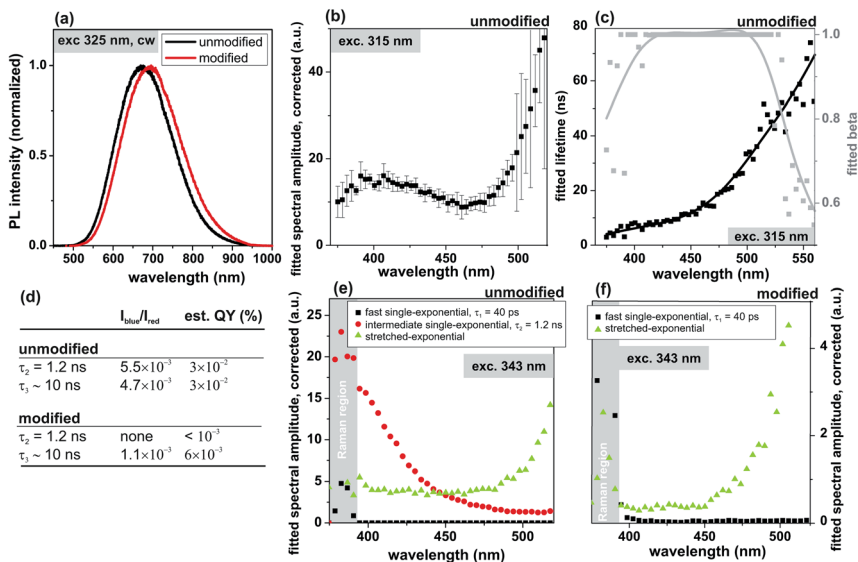 (a)
exc 325 nm, cw
unmodified
modified
PL intensity (normalized)
1.0
0.5
0.0
500 600 700 800 900 1000
wavelength (nm)
(b)
unmodified
exc. 315 nm
fitted spectral amplitude, corrected (a.u.)
40
20
0
400 450 500
wavelength (nm)
(c)
unmodified
fitted lifetime (ns)
80
70
60
50
40
30
20
10
0
1.0
0.8
0.6
fitted beta
exc. 315 nm
400 450 500 550
wavelength (nm)
(d)
I_blue/I_red est. QY (%)
unmodified
τ₂ = 1.2 ns 5.5×10⁻³ 3×10⁻²
τ₃ ~ 10 ns 4.7×10⁻³ 3×10⁻²
modified
τ₂ = 1.2 ns none < 10⁻³
τ₃ ~ 10 ns 1.1×10⁻³ 6×10⁻³
(e)
unmodified
fast single-exponential, τ₁ = 40 ps
intermediate single-exponential, τ₂ = 1.2 ns
stretched-exponential
exc. 343 nm
Raman region
fitted spectral amplitude, corrected (a.u.)
25
20
15
10
5
0
400 450 500
wavelength (nm)
(f)
modified
fast single-exponential, τ₁ = 40 ps
stretched-exponential
exc. 343 nm
Raman region
4
2
0
fitted spectral amplitude, corrected (a.u.)
400 450 500
wavelength (nm)